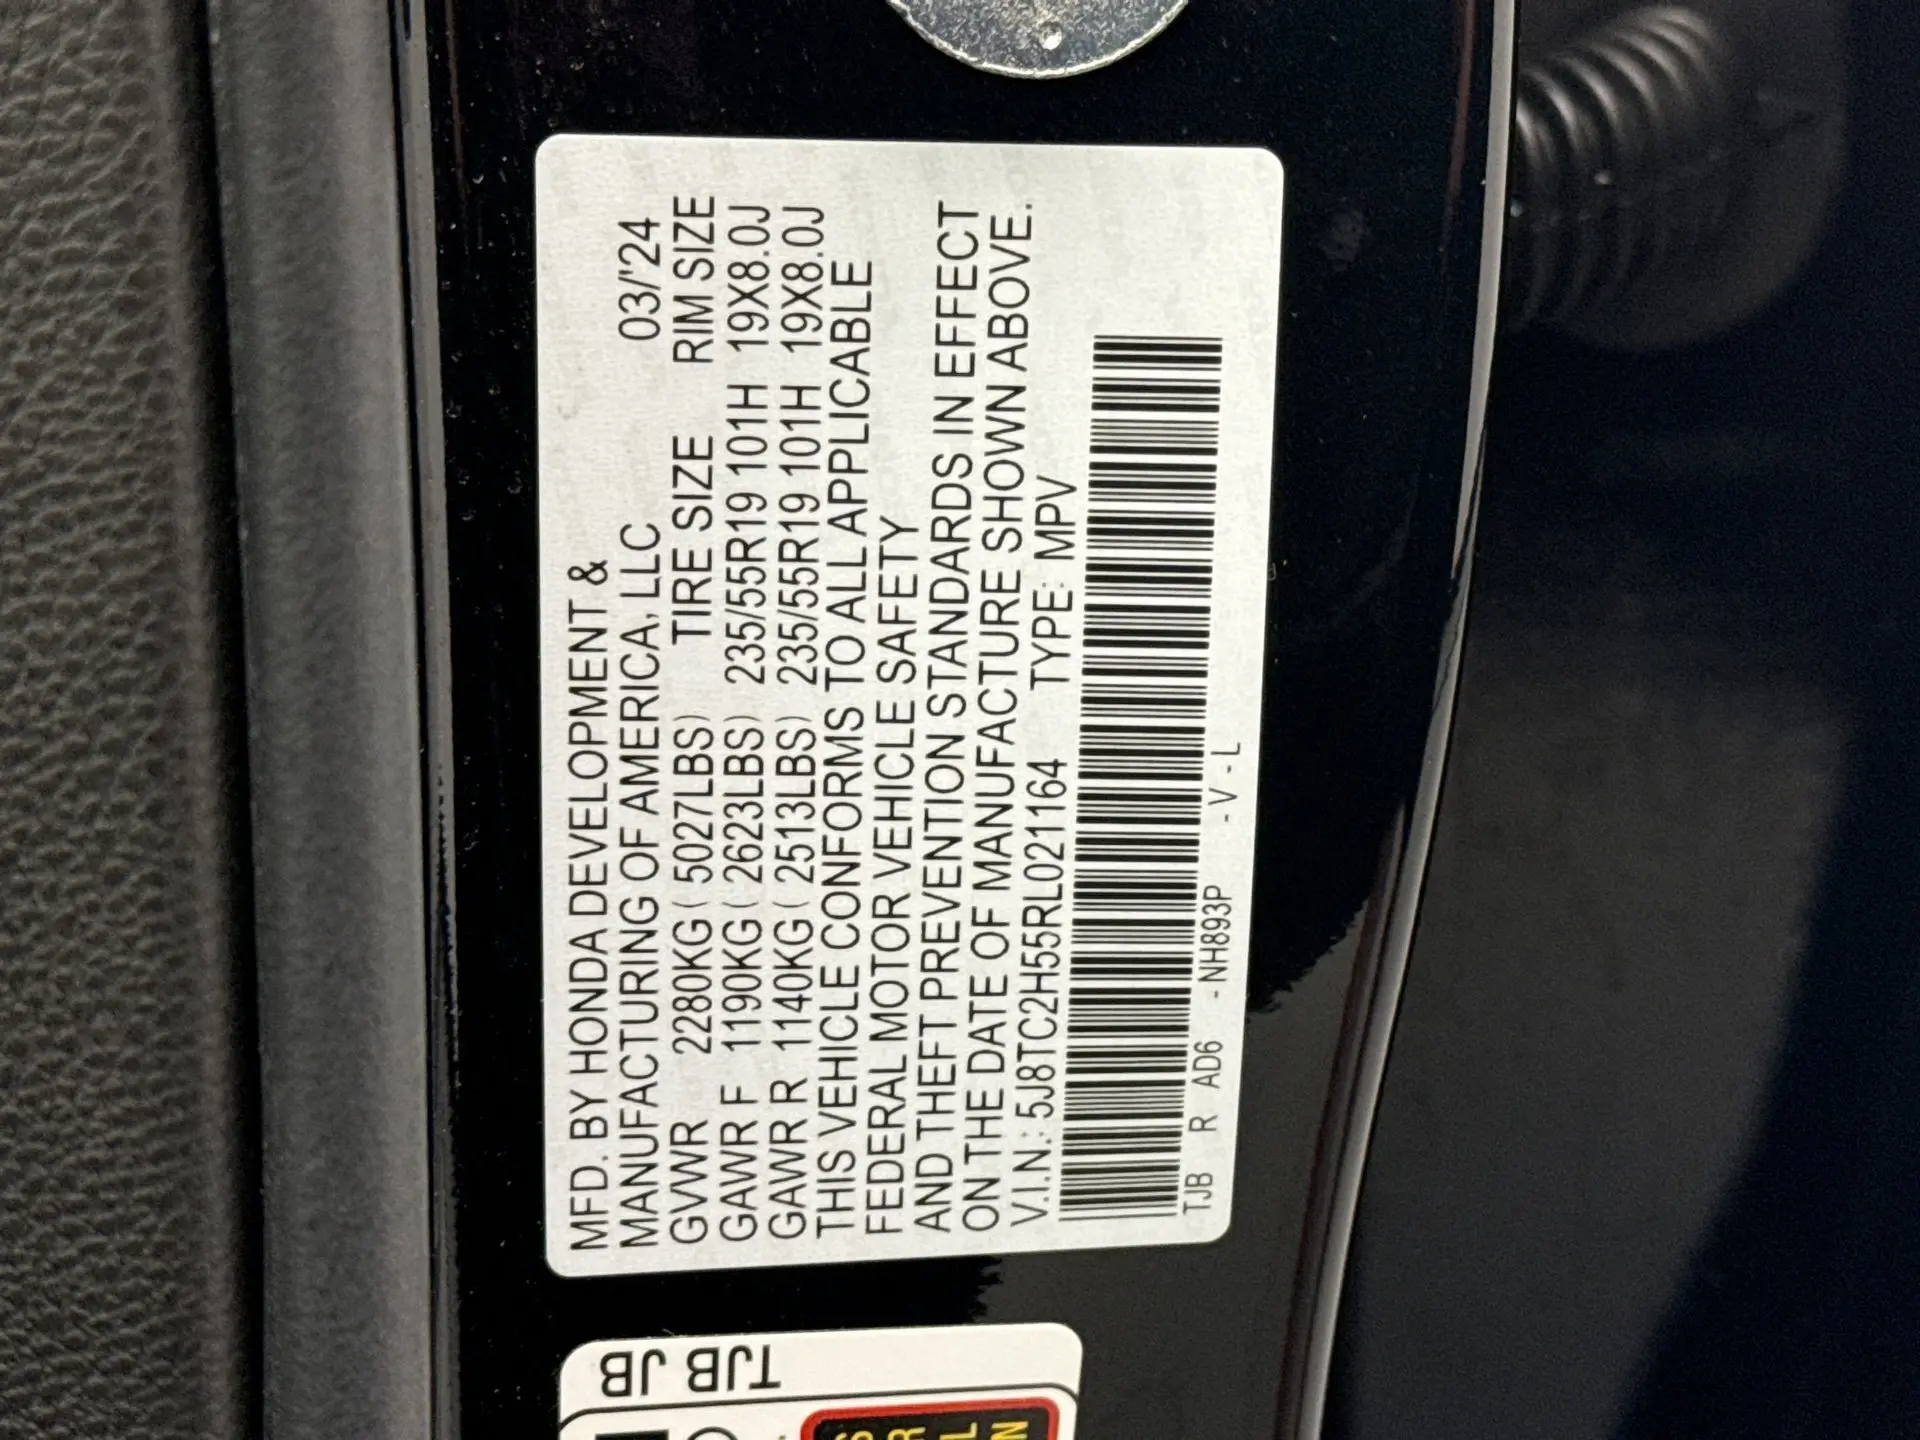 MFD. BY HONDA DEVELOPMENT &
MANUFACTURING OF AMERICA, LLC 03/'24
GVWR 2280KG ( 5027LBS) TIRE SIZE RIM SIZE
GAWR F 1190KG ( 2623LBS) 235/55R19 101H 19X8.0J
GAWR R 1140KG ( 2513LBS) 235/55R19 101H 19X8.0J
THIS VEHICLE CONFORMS TO ALL APPLICABLE
FEDERAL MOTOR VEHICLE SAFETY
AND THEFT PREVENTION STANDARDS IN EFFECT
ON THE DATE OF MANUFACTURE SHOWN ABOVE.
V.I.N.: 5J8TC2H55RL021164 TYPE: MPV
TJB R AD6 -NH893P -V-L
TJB JB